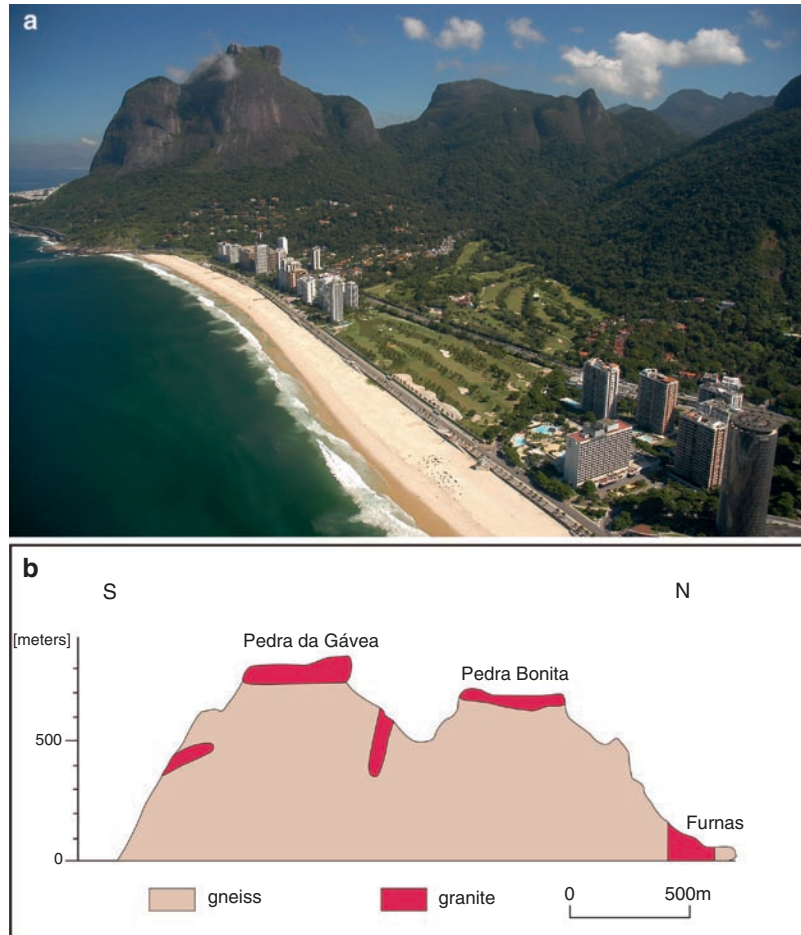 a
b
S N
[meters]
Pedra da Gávea
Pedra Bonita
500
Furnas
0
gneiss granite 0 500m